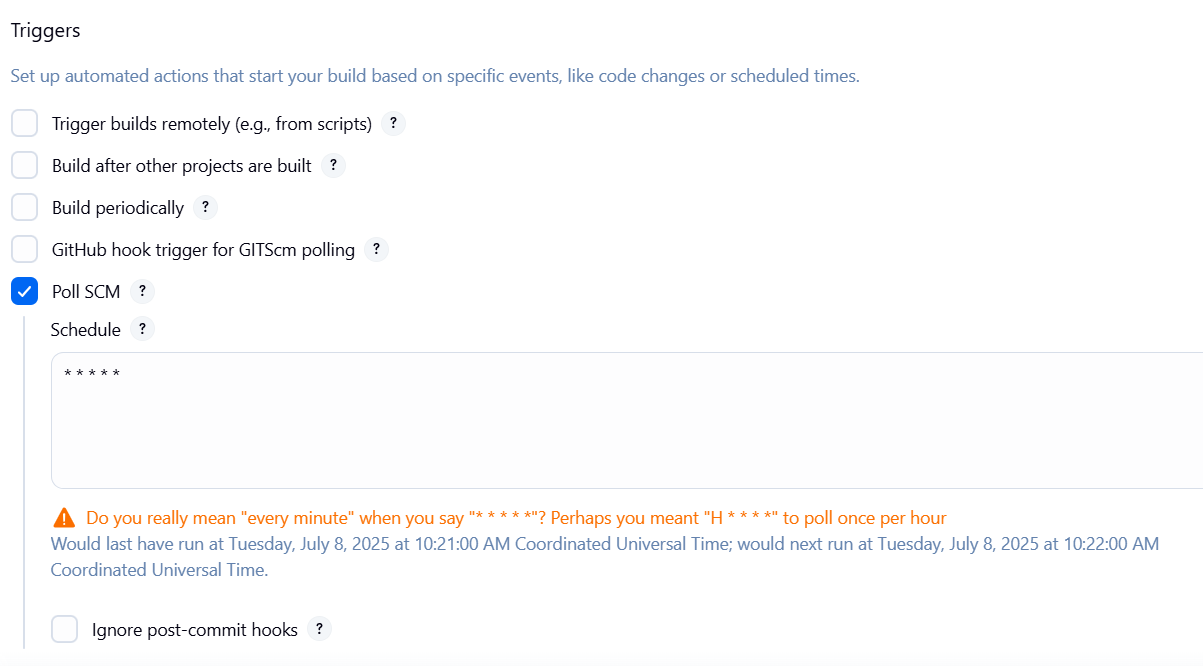 Triggers
Set up automated actions that start your build based on specific events, like code changes or scheduled times.
Trigger builds remotely (e.g., from scripts) ?
Build after other projects are built ?
Build periodically ?
GitHub hook trigger for GITScm polling ?
Poll SCM ?
Schedule ?
* * * * *
Do you really mean "every minute" when you say "* * * * *"? Perhaps you meant "H * * * *" to poll once per hour
Would last have run at Tuesday, July 8, 2025 at 10:21:00 AM Coordinated Universal Time; would next run at Tuesday, July 8, 2025 at 10:22:00 AM
Coordinated Universal Time.
Ignore post-commit hooks ?